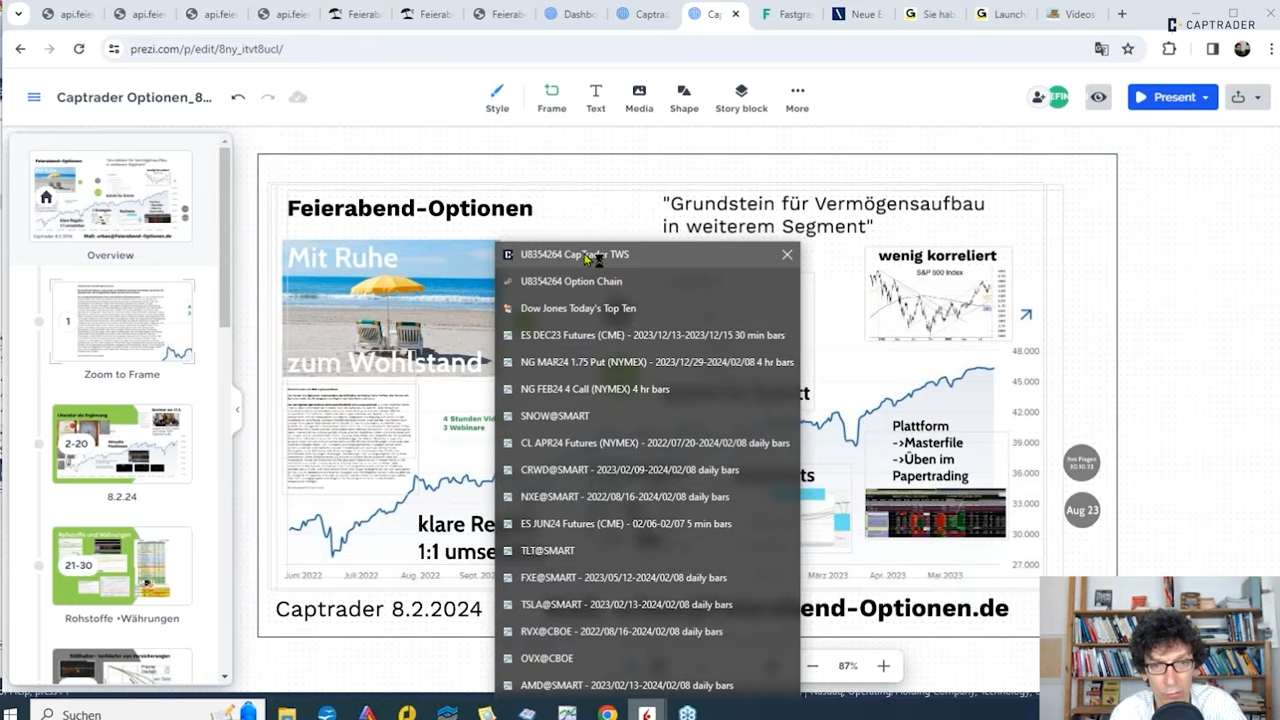 api.feie
api.fei
api.feie
api.feie
Feierab
Feierab
Feierab
Dashbo
Captrad
Ca
Fastgra
Neue E
Sie hab
Launch
Videos
CAPTRADER
prezi.com/p/edit/8ny_itvt8ucl/
Captrader Optionen_8...
Style
Frame
Text
Media
Shape
Story block
More
Present
Overview
1
Zoom to Frame
2-20
8.2.24
21-30
Rohstoffe •Währungen
Feierabend-Optionen
"Grundstein für Vermögensaufbau
in weiterem Segment"
Mit Ruhe
zum Wohlstand
wenig korreliert
S&P 500 Index
4 Stunden Vi
3 Webinare
klare Re
1:1 umse
Plattform
->Masterfile
->Üben im
Papertrading
48.000
45.000
42.000
39.000
36.000
33.000
30.000
27.000
Juni 2022
Juli 2022
Aug. 2022
Sept. 202
März 2023
Apr. 2023
Mai 2023
Aug 23
Captrader 8.2.2024
abend-Optionen.de
U8354264 Captrader TWS
U8354264 Option Chain
Dow Jones Today's Top Ten
ES DEC23 Futures (CME) - 2023/12/13-2023/12/15 30 min bars
NG MAR24 1.75 Put (NYMEX) - 2023/12/29-2024/02/08 4 hr bars
NG FEB24 4 Call (NYMEX) 4 hr bars
SNOW@SMART
CL APR24 Futures (NYMEX) - 2022/07/20-2024/02/08 daily bars
CRWD@SMART - 2023/02/09-2024/02/08 daily bars
NXE@SMART - 2022/08/16-2024/02/08 daily bars
ES JUN24 Futures (CME) - 02/06-02/07 5 min bars
TLT@SMART
FXE@SMART - 2023/05/12-2024/02/08 daily bars
TSLA@SMART - 2023/02/13-2024/02/08 daily bars
RVX@CBOE - 2022/08/16-2024/02/08 daily bars
OVX@CBOE
AMD@SMART - 2023/02/13-2024/02/08 daily bars
87%
Suchen